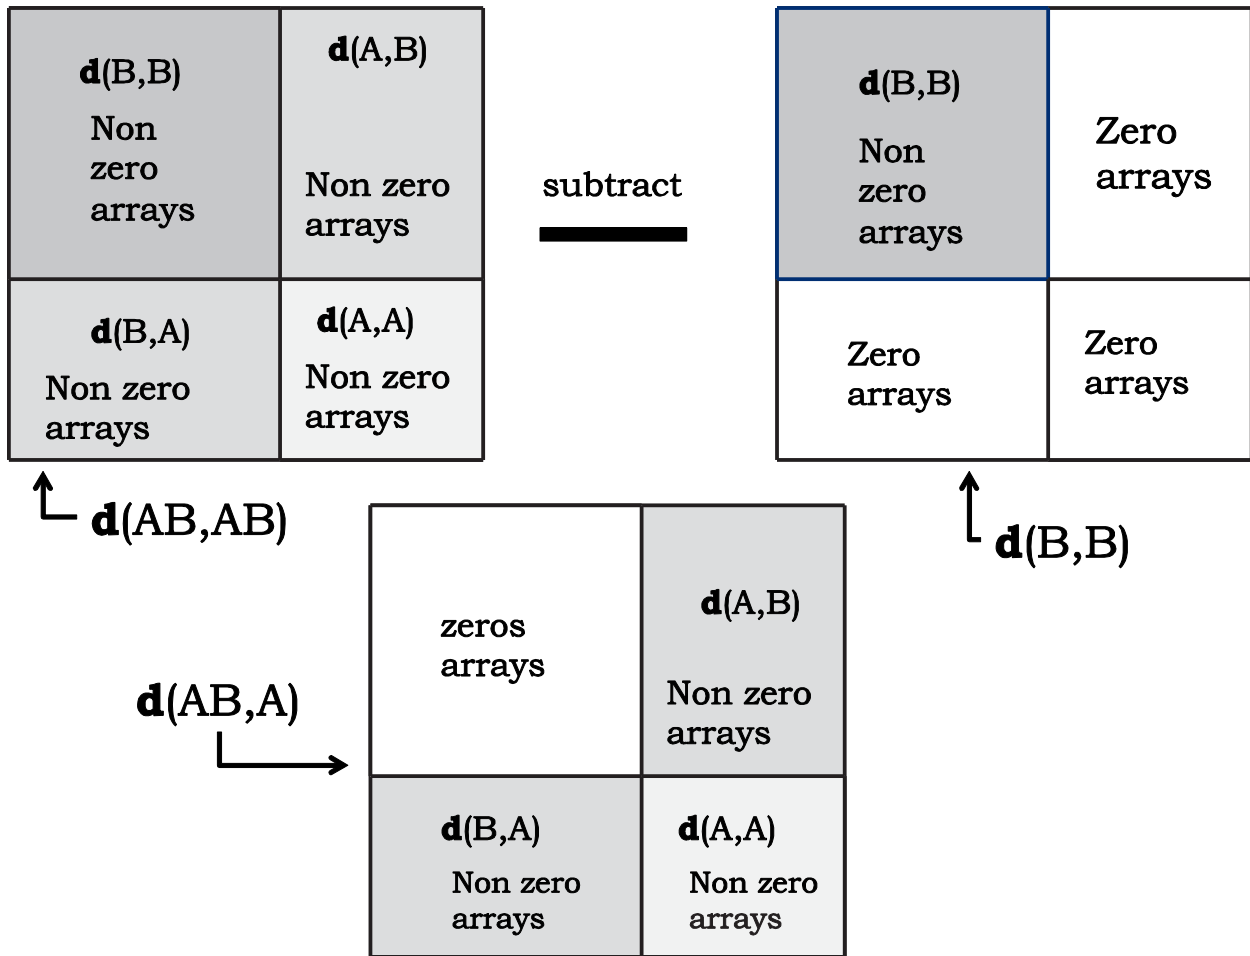 d(B,B)
Non
zero
arrays
d(A,B)
Non zero
arrays
d(B,A)
Non zero
arrays
d(A,A)
Non zero
arrays
d(AB,AB)
subtract
d(B,B)
Non
zero
arrays
Zero
arrays
Zero
arrays
Zero
arrays
d(B,B)
d(AB,A)
zeros
arrays
d(A,B)
Non zero
arrays
d(B,A)
Non zero
arrays
d(A,A)
Non zero
arrays